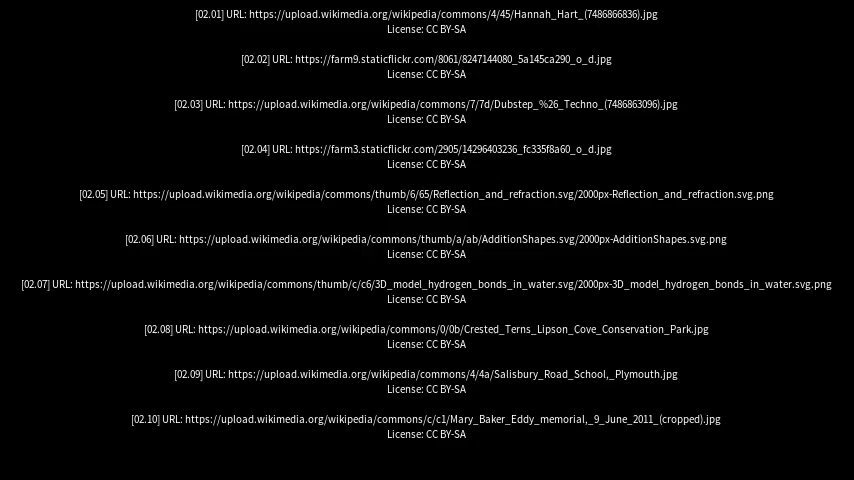 [02.01] URL: https://upload.wikimedia.org/wikipedia/commons/4/45/Hannah_Hart_(7486866836).jpg
License: CC BY-SA
[02.02] URL: https://farm9.staticflickr.com/8061/8247144080_5a145ca290_o_d.jpg
License: CC BY-SA
[02.03] URL: https://upload.wikimedia.org/wikipedia/commons/7/7d/Dubstep_%26_Techno_(7486863096).jpg
License: CC BY-SA
[02.04] URL: https://farm3.staticflickr.com/2905/14296403236_fc335f8a60_o_d.jpg
License: CC BY-SA
[02.05] URL: https://upload.wikimedia.org/wikipedia/commons/thumb/6/65/Reflection_and_refraction.svg/2000px-Reflection_and_refraction.svg.png
License: CC BY-SA
[02.06] URL: https://upload.wikimedia.org/wikipedia/commons/thumb/a/ab/AdditionShapes.svg/2000px-AdditionShapes.svg.png
License: CC BY-SA
[02.07] URL: https://upload.wikimedia.org/wikipedia/commons/thumb/c/c6/3D_model_hydrogen_bonds_in_water.svg/2000px-3D_model_hydrogen_bonds_in_water.svg.png
License: CC BY-SA
[02.08] URL: https://upload.wikimedia.org/wikipedia/commons/0/0b/Crested_Terns_Lipson_Cove_Conservation_Park.jpg
License: CC BY-SA
[02.09] URL: https://upload.wikimedia.org/wikipedia/commons/4/4a/Salisbury_Road_School,_Plymouth.jpg
License: CC BY-SA
[02.10] URL: https://upload.wikimedia.org/wikipedia/commons/c/c1/Mary_Baker_Eddy_memorial,_9_June_2011_(cropped).jpg
License: CC BY-SA